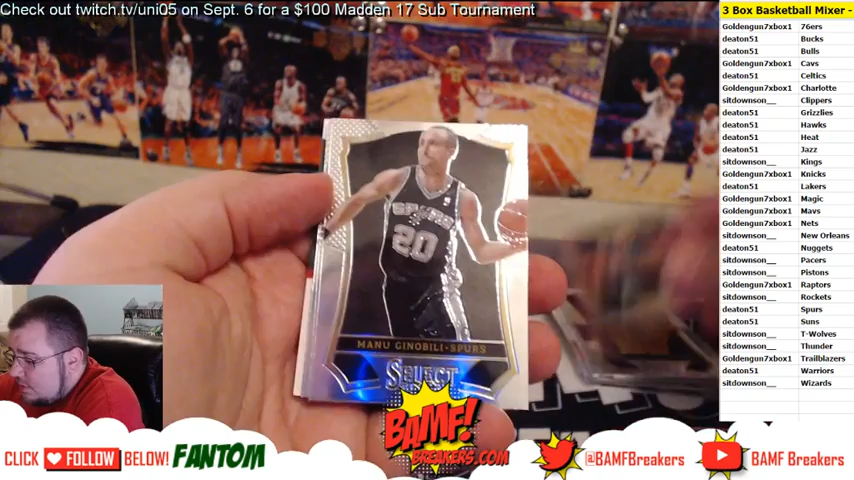 Check out twitch.tv/uni05 on Sept. 6 for a $100 Madden 17 Sub Tournament
3 Box Basketball Mixer -
Goldengun7xbox1 76ers
deaton51 Bucks
deaton51 Bulls
Goldengun7xbox1 Cavs
deaton51 Celtics
Goldengun7xbox1 Charlotte
sitdownson__ Clippers
deaton51 Grizzlies
deaton51 Hawks
deaton51 Heat
deaton51 Jazz
sitdownson__ Kings
Goldengun7xbox1 Knicks
deaton51 Lakers
Goldengun7xbox1 Magic
Goldengun7xbox1 Mavs
Goldengun7xbox1 Nets
sitdownson__ New Orleans
deaton51 Nuggets
sitdownson__ Pacers
sitdownson__ Pistons
Goldengun7xbox1 Raptors
sitdownson__ Rockets
deaton51 Spurs
deaton51 Suns
sitdownson__ T-Wolves
sitdownson__ Thunder
Goldengun7xbox1 Trailblazers
deaton51 Warriors
sitdownson__ Wizards
SPURS
20
MANU GINOBILI-SPURS
SELECT
BAMF!
BREAKERS.COM
CLICK FOLLOW BELOW! FANTOM
@BAMFBreakers
BAMF Breakers